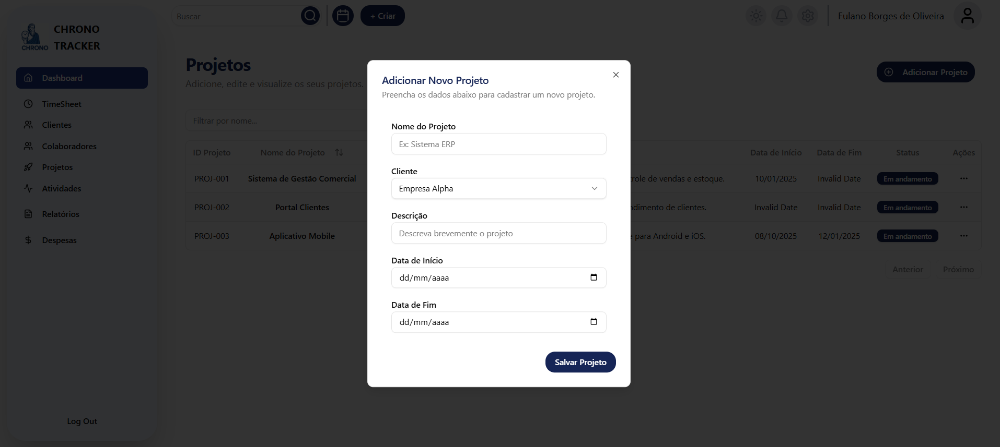 CHRONO
CHRONO
TRACKER
Dashboard
TimeSheet
Clientes
Colaboradores
Projetos
Atividades
Relatórios
Despesas
Log Out
Buscar
+ Criar
Fulano Borges de Oliveira
Projetos
Adicione, edite e visualize os seus projetos.
Adicionar Projeto
Filtrar por nome...
ID Projeto Nome do Projeto Data de Início Data de Fim Status Ações
PROJ-001 Sistema de Gestão Comercial de vendas e estoque. 10/01/2025 Invalid Date Em andamento
PROJ-002 Portal Clientes de clientes. Invalid Date Invalid Date Em andamento
PROJ-003 Aplicativo Mobile para Android e iOS. 08/10/2025 12/01/2025 Em andamento
Anterior Próximo
Adicionar Novo Projeto
Preencha os dados abaixo para cadastrar um novo projeto.
Nome do Projeto
Ex: Sistema ERP
Cliente
Empresa Alpha
Descrição
Descreva brevemente o projeto
Data de Início
dd/mm/aaaa
Data de Fim
dd/mm/aaaa
Salvar Projeto